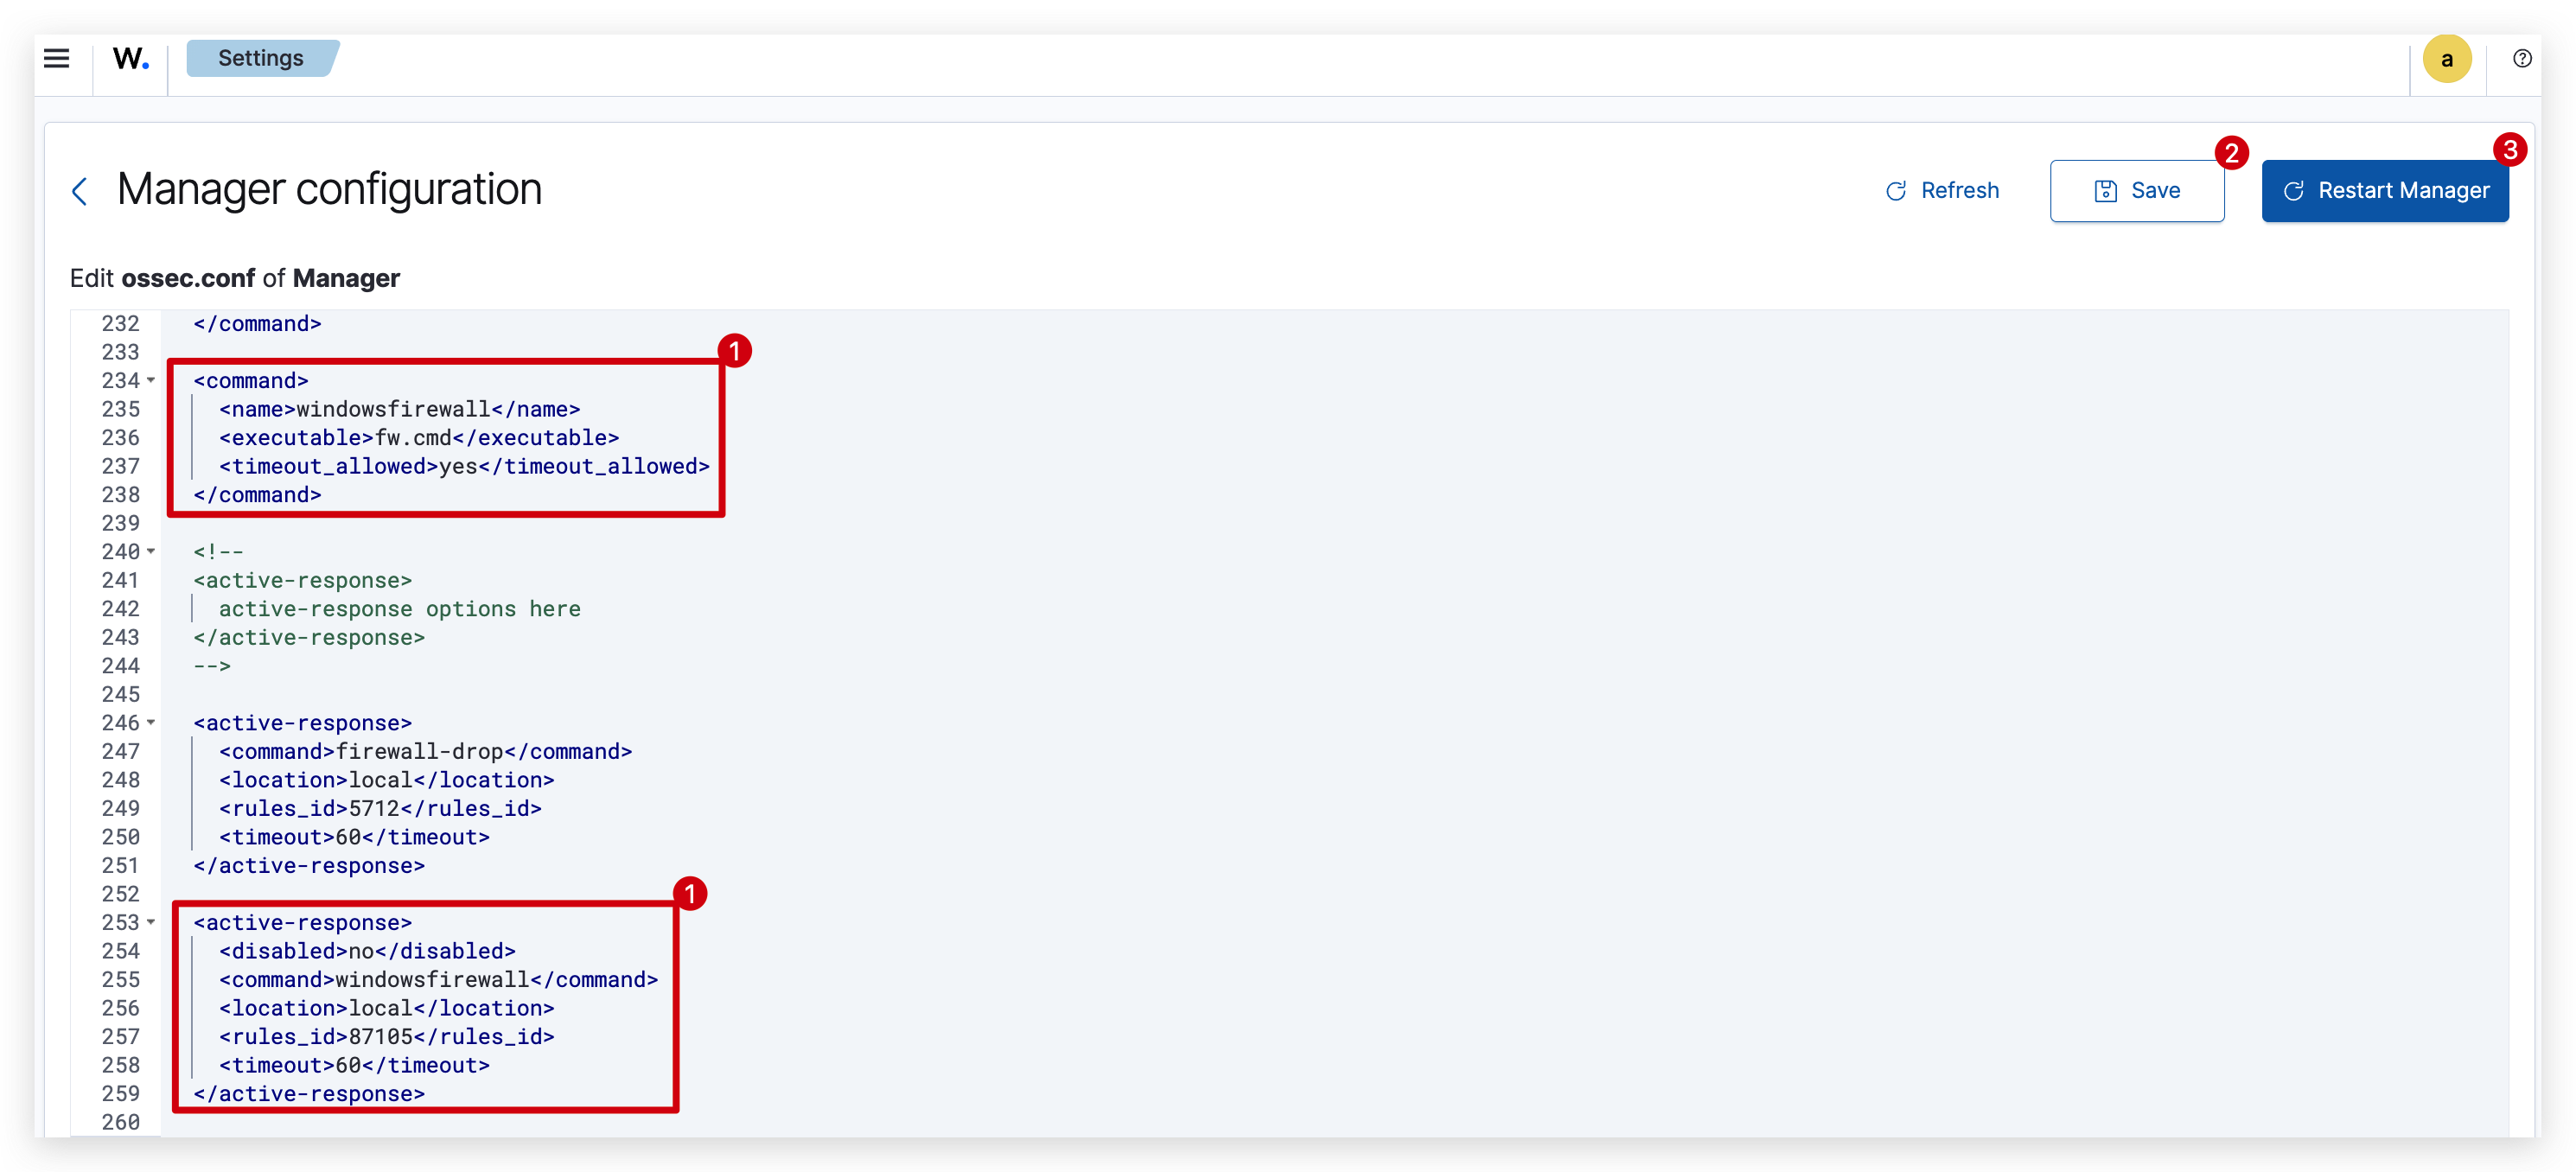 W.
Settings
a
?
Manager configuration
Refresh
Save
2
Restart Manager
3
Edit ossec.conf of Manager
232 </command>
233
1
234 <command>
235 <name>windowsfirewall</name>
236 <executable>fw.cmd</executable>
237 <timeout_allowed>yes</timeout_allowed>
238 </command>
239
240 <!--
241 <active-response>
242 active-response options here
243 </active-response>
244 -->
245
246 <active-response>
247 <command>firewall-drop</command>
248 <location>local</location>
249 <rules_id>5712</rules_id>
250 <timeout>60</timeout>
251 </active-response>
252
1
253 <active-response>
254 <disabled>no</disabled>
255 <command>windowsfirewall</command>
256 <location>local</location>
257 <rules_id>87105</rules_id>
258 <timeout>60</timeout>
259 </active-response>
260